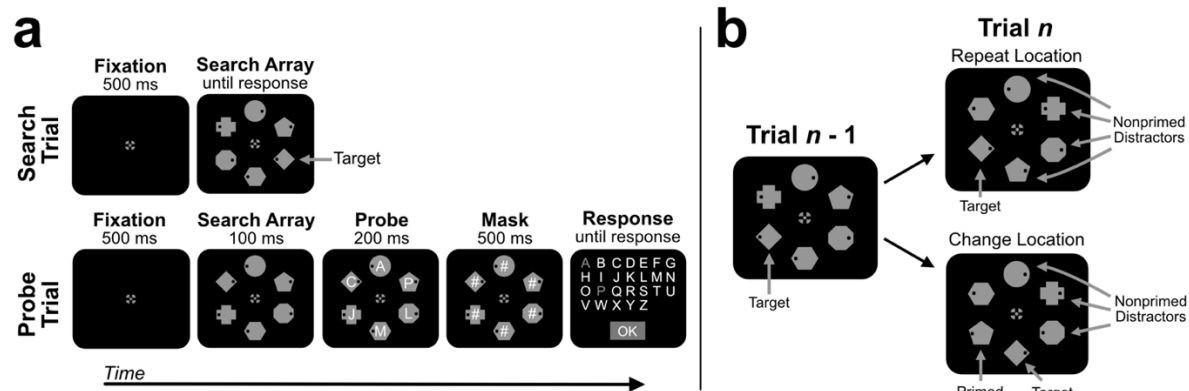 a
Search Trial
Fixation
500 ms
Search Array
until response
Target
Probe Trial
Fixation
500 ms
Search Array
100 ms
Probe
200 ms
Mask
500 ms
Response
until response
A
C P
J L
M
#
# #
# #
#
A B C D E F G
H I J K L M N
O P Q R S T U
V W X Y Z
OK
Time
b
Trial n - 1
Target
Trial n
Repeat Location
Nonprimed
Distractors
Target
Change Location
Nonprimed
Distractors
Primed Target